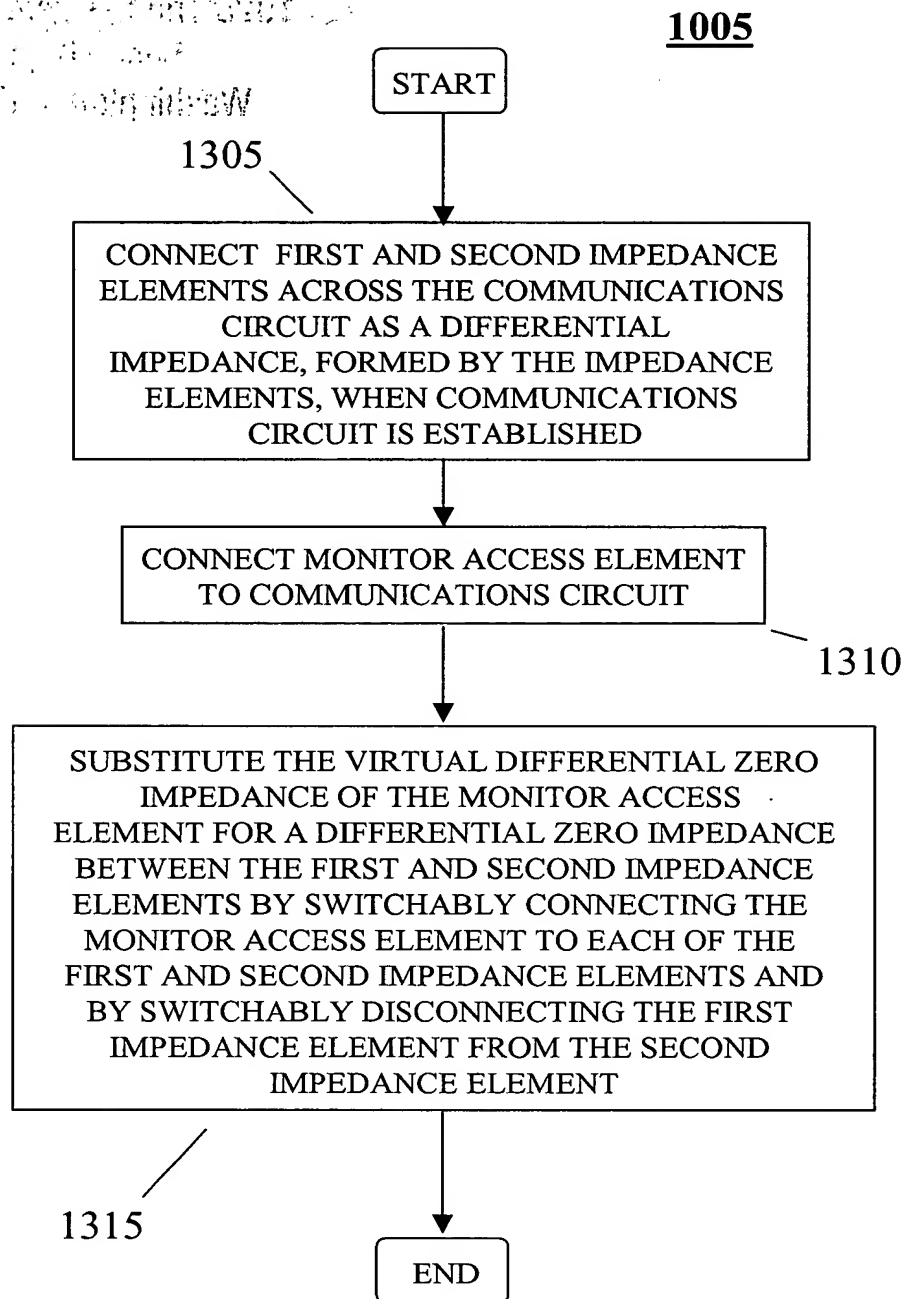 1005
START
1305
CONNECT FIRST AND SECOND IMPEDANCE
ELEMENTS ACROSS THE COMMUNICATIONS
CIRCUIT AS A DIFFERENTIAL
IMPEDANCE, FORMED BY THE IMPEDANCE
ELEMENTS, WHEN COMMUNICATIONS
CIRCUIT IS ESTABLISHED
CONNECT MONITOR ACCESS ELEMENT
TO COMMUNICATIONS CIRCUIT
1310
SUBSTITUTE THE VIRTUAL DIFFERENTIAL ZERO
IMPEDANCE OF THE MONITOR ACCESS
ELEMENT FOR A DIFFERENTIAL ZERO IMPEDANCE
BETWEEN THE FIRST AND SECOND IMPEDANCE
ELEMENTS BY SWITCHABLY CONNECTING THE
MONITOR ACCESS ELEMENT TO EACH OF THE
FIRST AND SECOND IMPEDANCE ELEMENTS AND
BY SWITCHABLY DISCONNECTING THE FIRST
IMPEDANCE ELEMENT FROM THE SECOND
IMPEDANCE ELEMENT
1315
END